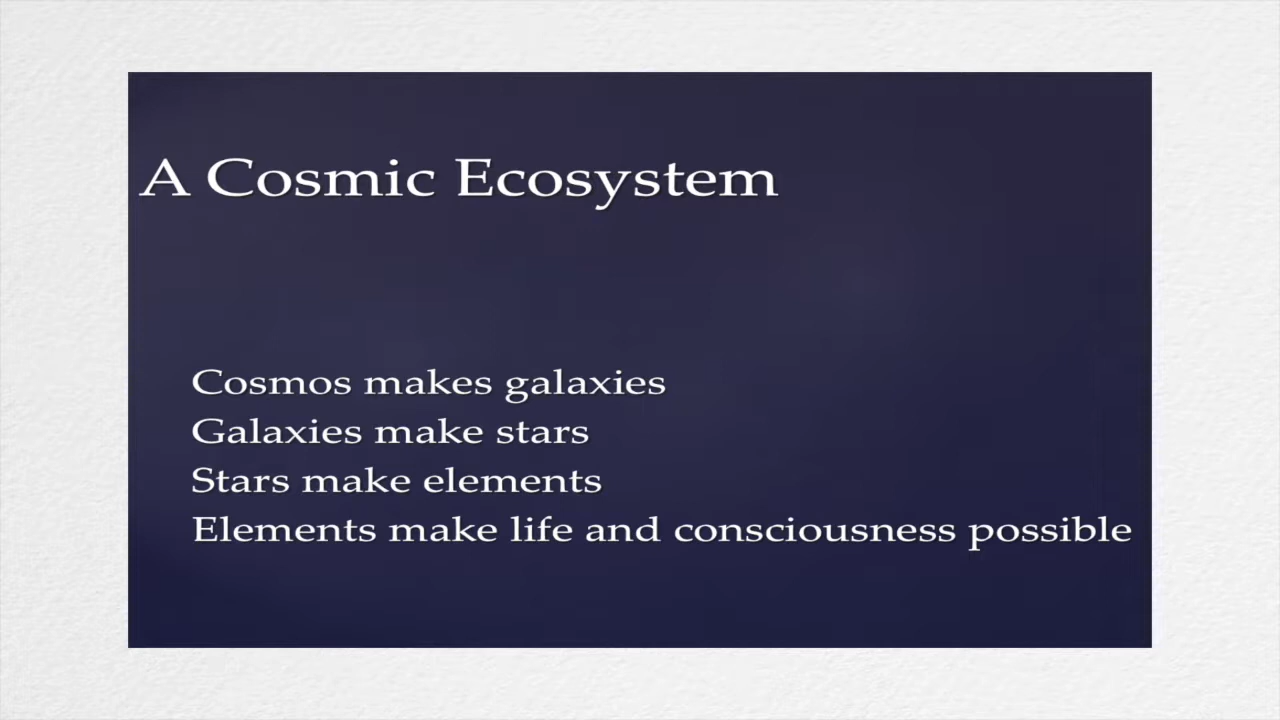 A Cosmic Ecosystem
Cosmos makes galaxies
Galaxies make stars
Stars make elements
Elements make life and consciousness possible